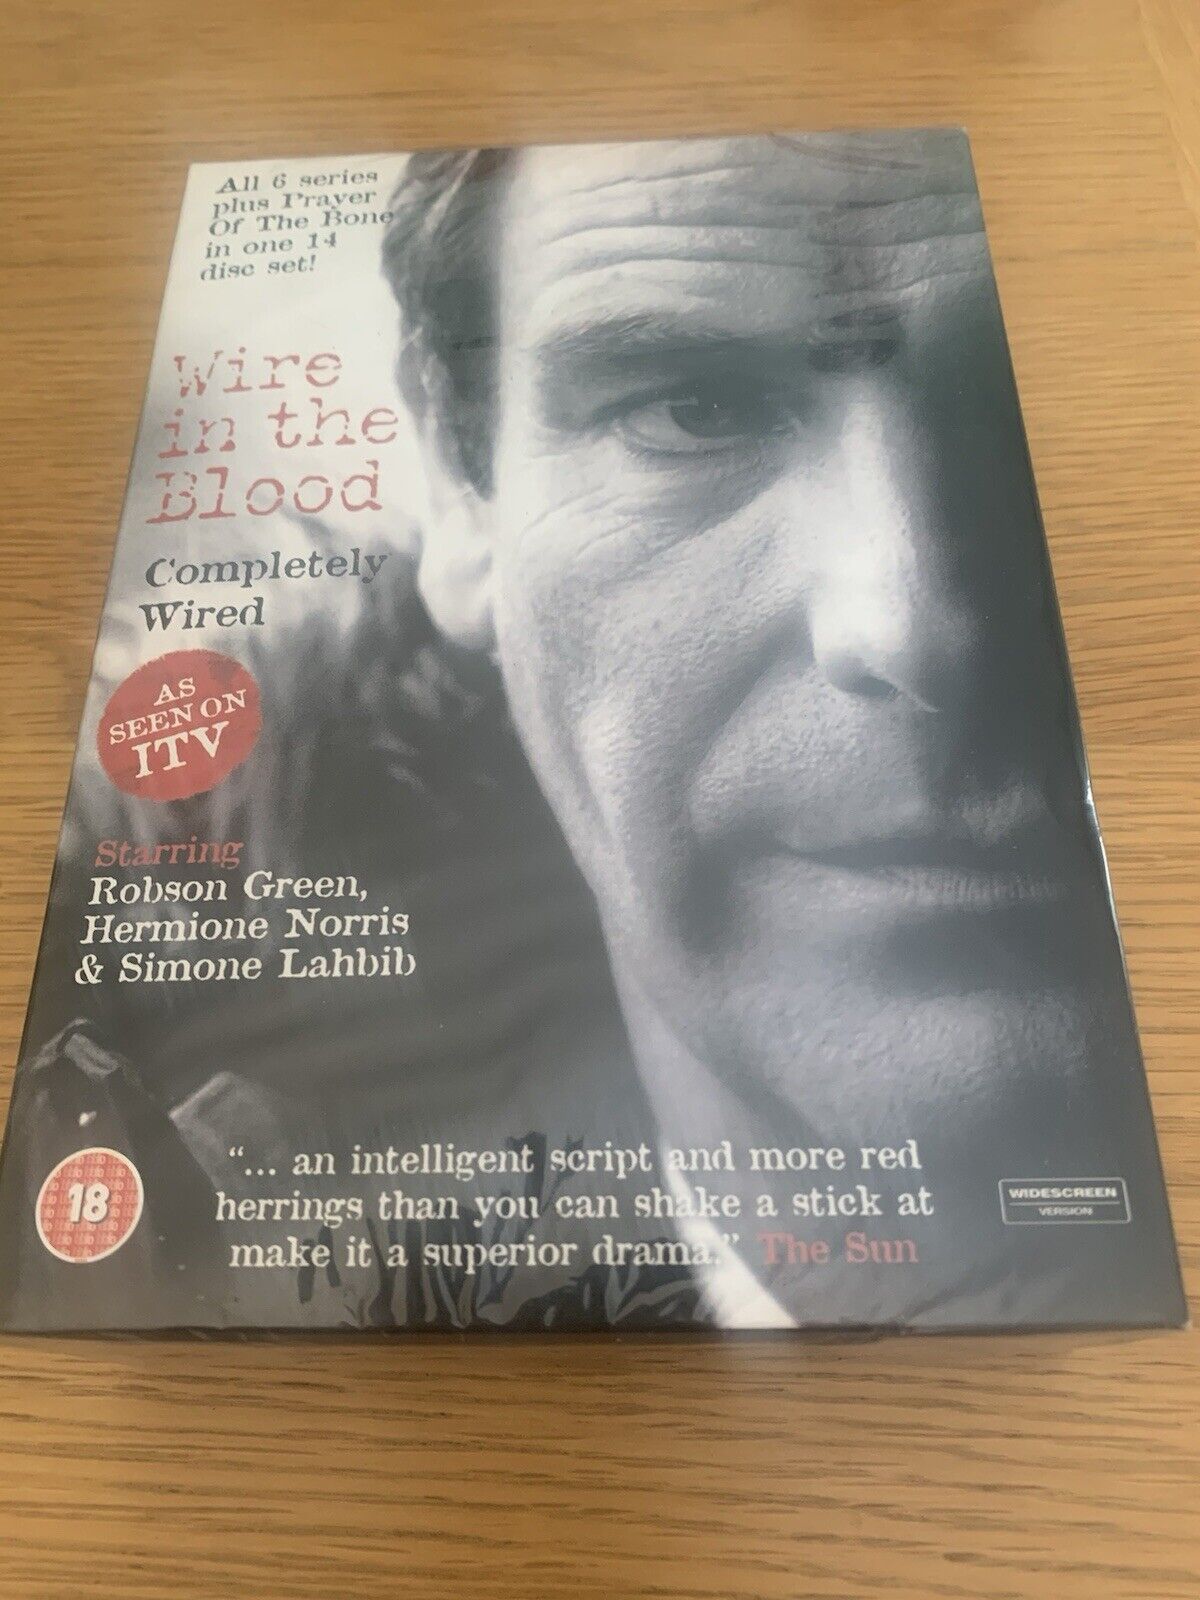 All 6 series
plus Prayer
Of The Bone
in one 14
disc set!
Wire
in the
Blood
Completely
Wired
AS
SEEN ON
ITV
Starring
Robson Green,
Hermione Norris
& Simone Lahbib
18
“... an intelligent script and more red
herrings than you can shake a stick at
make it a superior drama.” The Sun
WIDESCREEN
VERSION